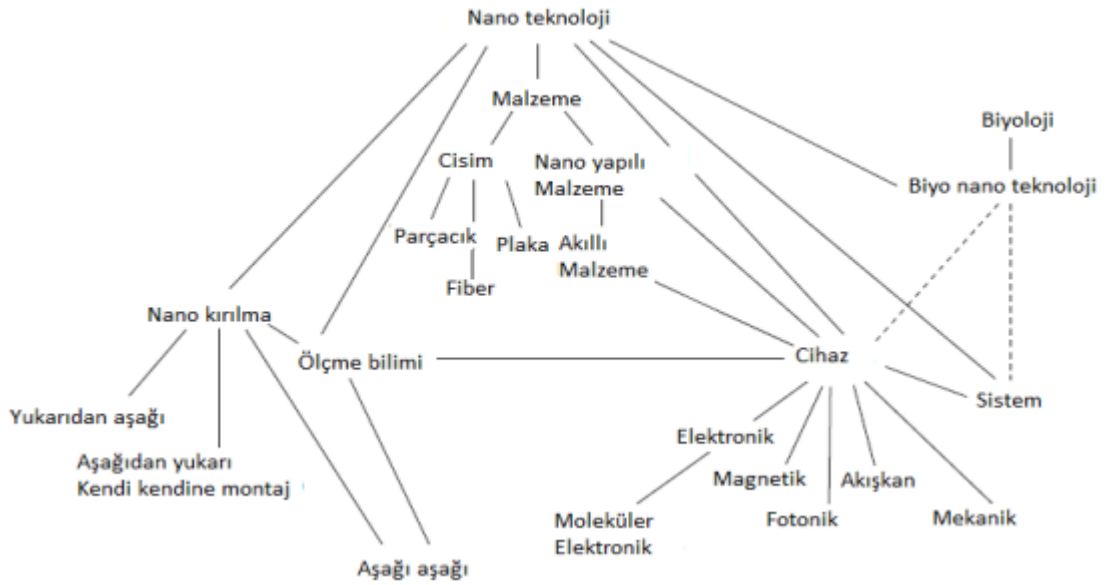 Nano teknoloji
Malzeme
Biyoloji
Cisim
Nano yapılı
Malzeme
Biyo nano teknoloji
Parçacık
Plaka
Akıllı
Malzeme
Fiber
Nano kırılma
Ölçme bilimi
Cihaz
Sistem
Yukarıdan aşağı
Elektronik
Aşağıdan yukarı
Kendi kendine montaj
Magnetik
Akışkan
Moleküler
Elektronik
Fotonik
Mekanik
Aşağı aşağı